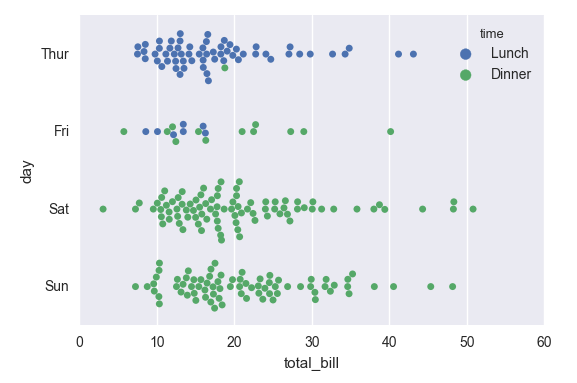 time
Thur
Lunch
Dinner
Fri
day
Sat
Sun
0 10 20 30 40 50 60
total_bill